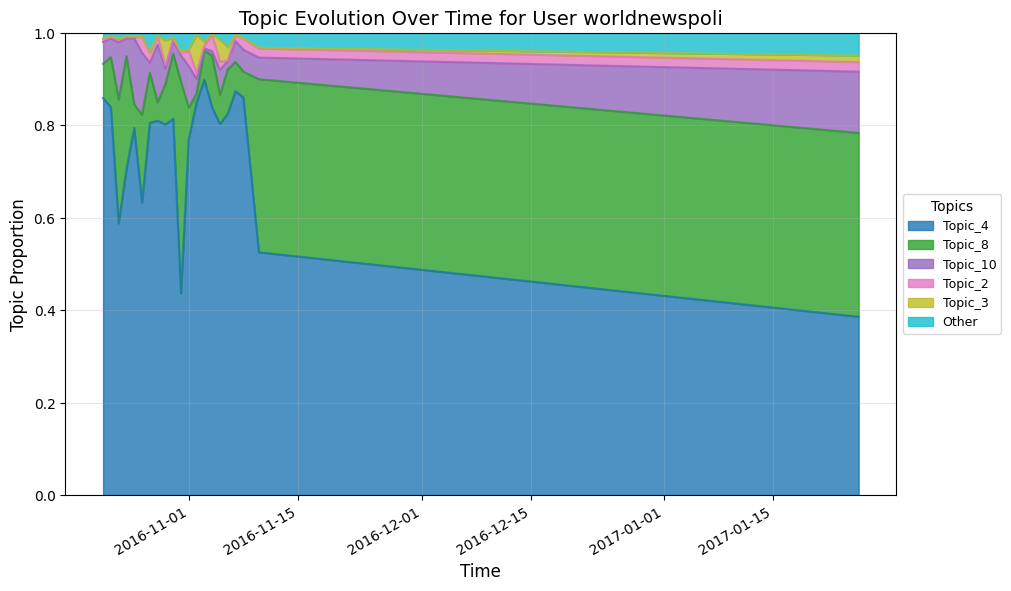 Topic Evolution Over Time for User worldnewspoli
Topic Proportion
1.0
0.8
0.6
0.4
0.2
0.0
2016-11-01
2016-11-15
2016-12-01
2016-12-15
2017-01-01
2017-01-15
Time
Topics
Topic_4
Topic_8
Topic_10
Topic_2
Topic_3
Other